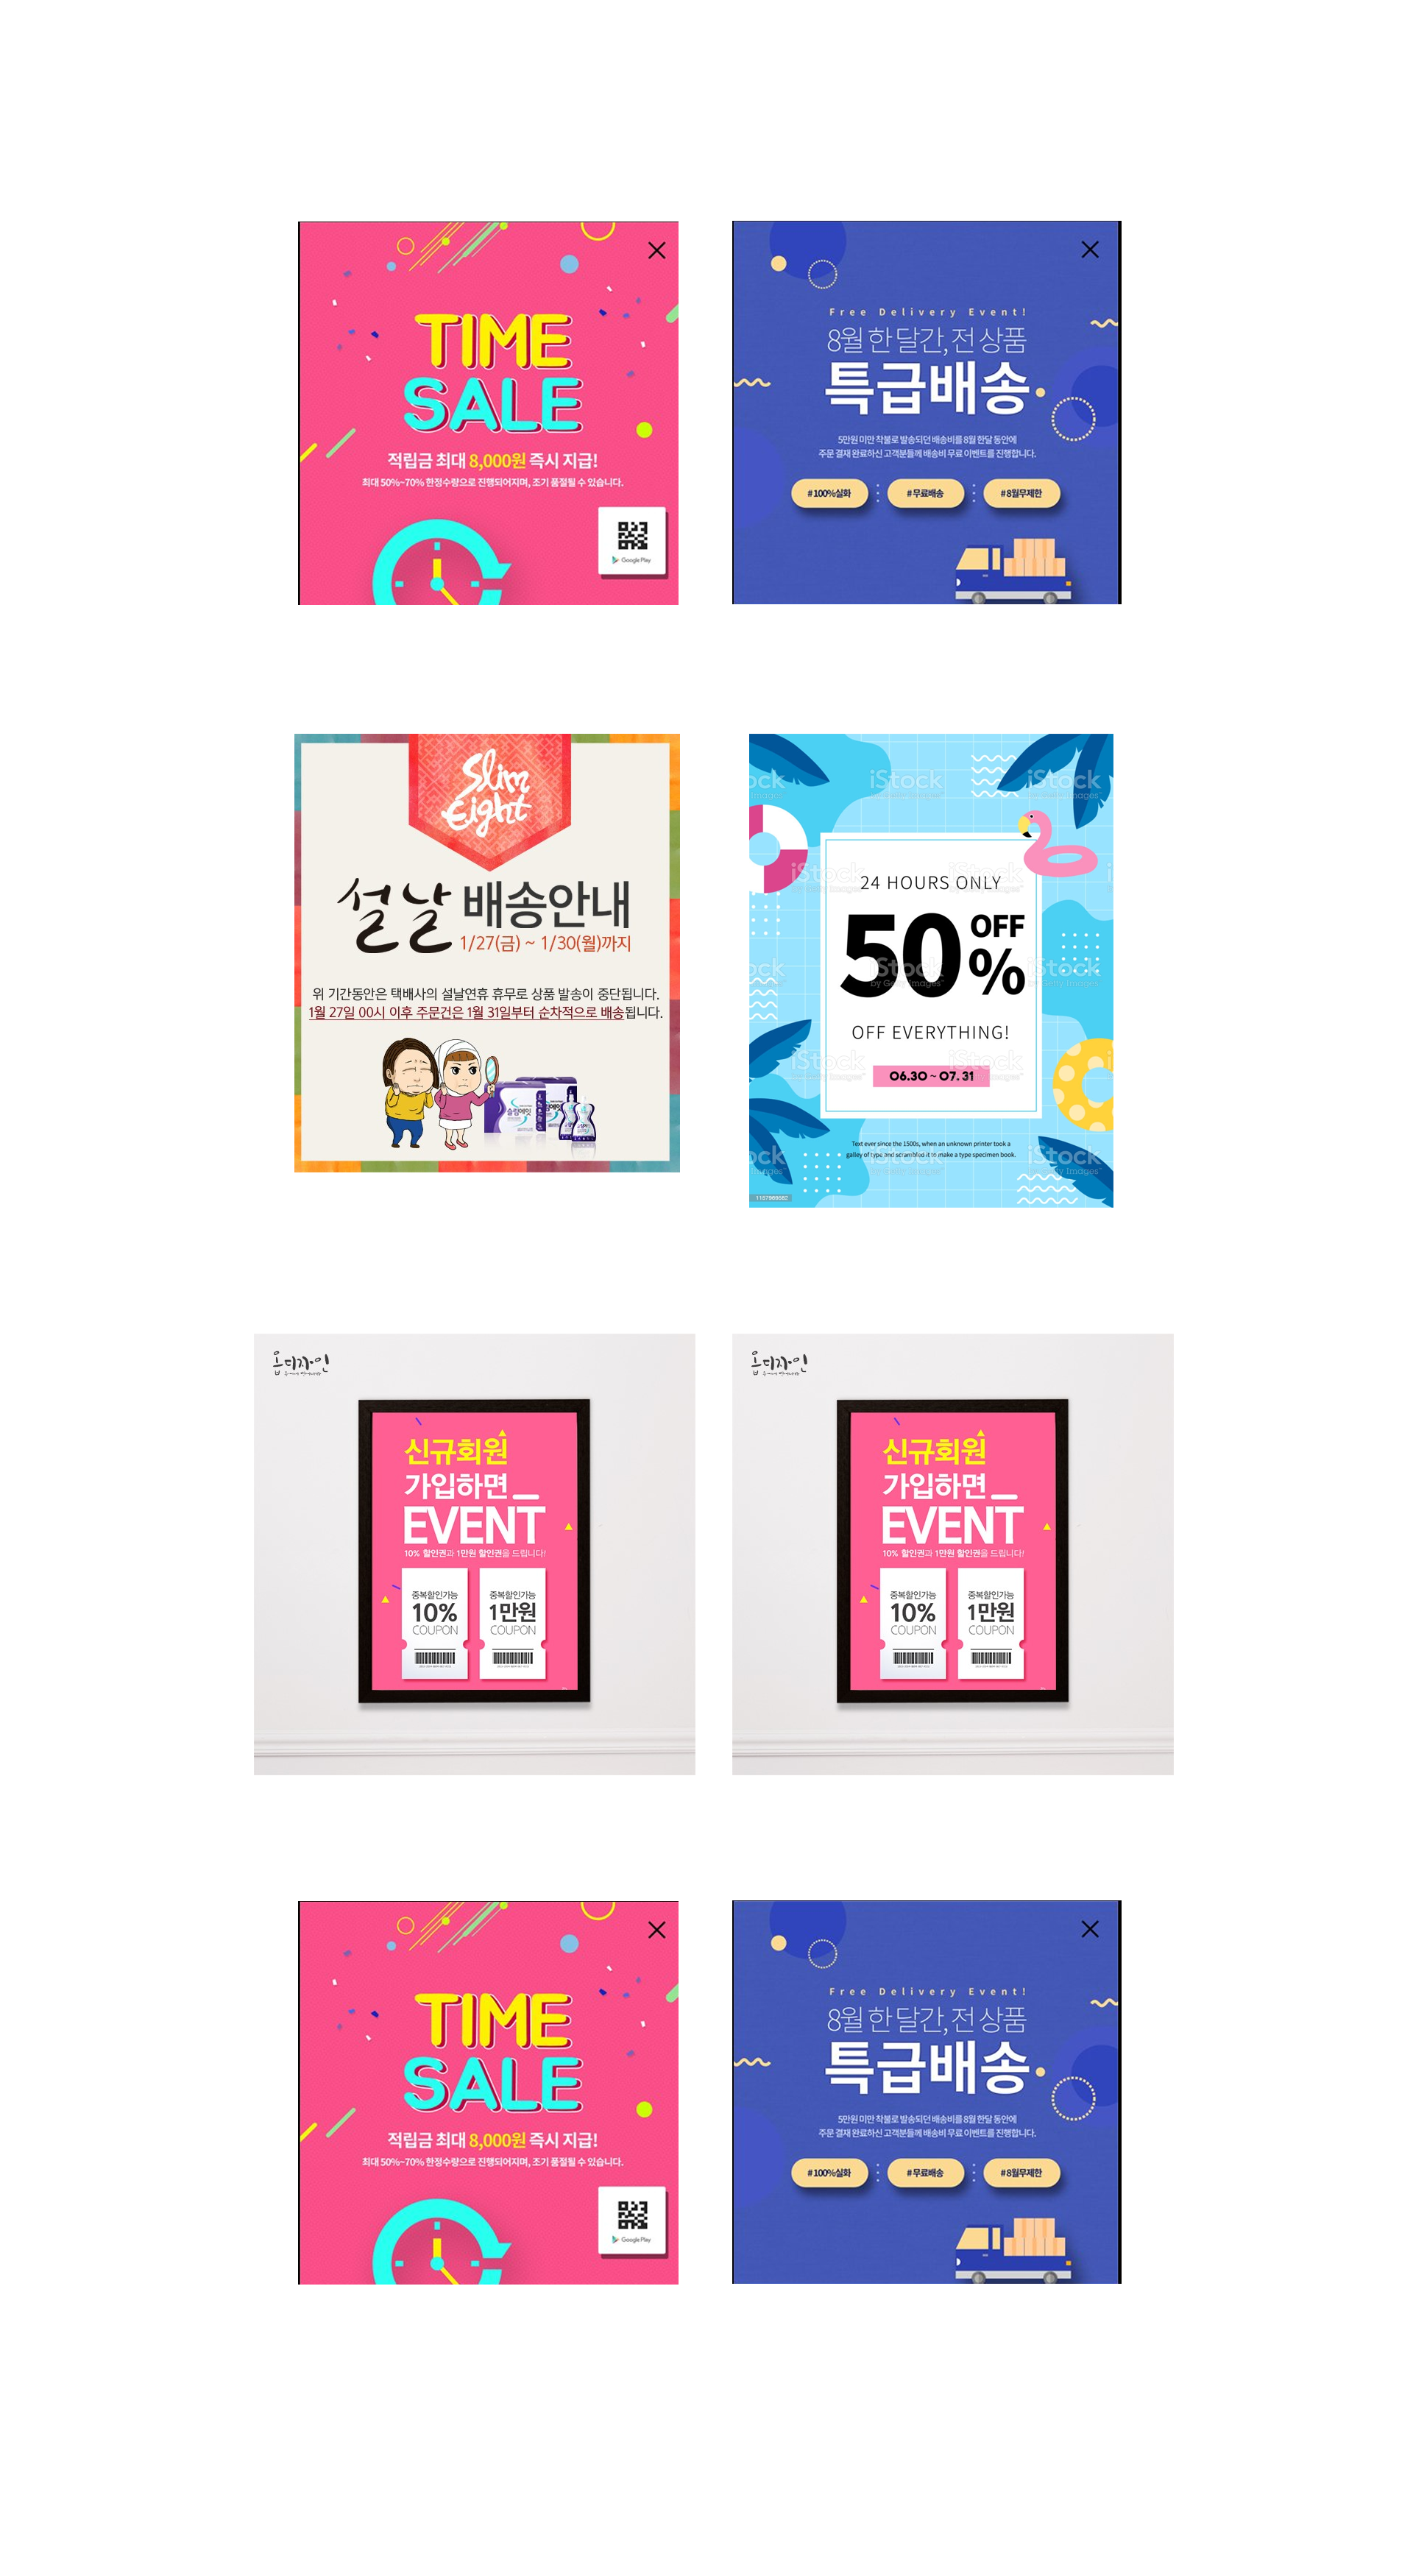 TIME
SALE
적립금 최대 8,000원 즉시 지급!
최대 50%~70% 한정수량으로 진행되어지며, 조기 품절될 수 있습니다.
Google Play
Free Delivery Event!
8월 한 달간, 전 상품
특급배송
5만원 미만 착불로 발송되던 배송비를 8월 한달 동안에
주문 결재 완료하신 고객분들께 배송비 무료 이벤트를 진행합니다.
#100%실화
#무료배송
#8월무제한
Slim
Eight
설날 배송안내
1/27(금) ~ 1/30(월)까지
위 기간동안은 택배사의 설날연휴 휴무로 상품 발송이 중단됩니다.
1월 27일 00시 이후 주문건은 1월 31일부터 순차적으로 배송됩니다.
슬림에잇
iStock
by Getty Images
24 HOURS ONLY
50% OFF
OFF EVERYTHING!
06.30 ~ 07.31
Text ever since the 1500s, when an unknown printer took a
galley of type and scrambled it to make a type specimen book.
옵디자인
신규회원
가입하면_
EVENT
10% 할인권과 1만원 할인권을 드립니다!
중복할인가능
10%
COUPON
중복할인가능
1만원
COUPON
옵디자인
신규회원
가입하면_
EVENT
10% 할인권과 1만원 할인권을 드립니다!
중복할인가능
10%
COUPON
중복할인가능
1만원
COUPON
TIME
SALE
적립금 최대 8,000원 즉시 지급!
최대 50%~70% 한정수량으로 진행되어지며, 조기 품절될 수 있습니다.
Google Play
Free Delivery Event!
8월 한 달간, 전 상품
특급배송
5만원 미만 착불로 발송되던 배송비를 8월 한달 동안에
주문 결재 완료하신 고객분들께 배송비 무료 이벤트를 진행합니다.
#100%실화
#무료배송
#8월무제한